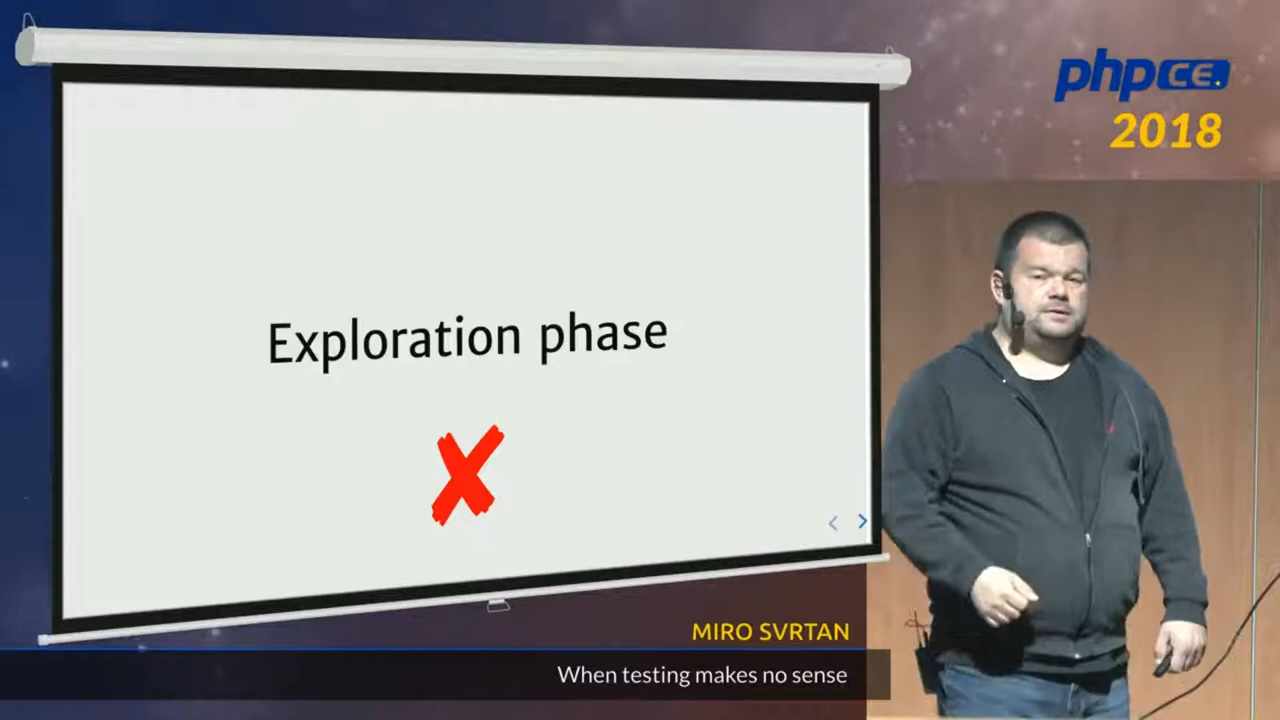 phpCE.
2018
Exploration phase
MIRO SVRTAN
When testing makes no sense